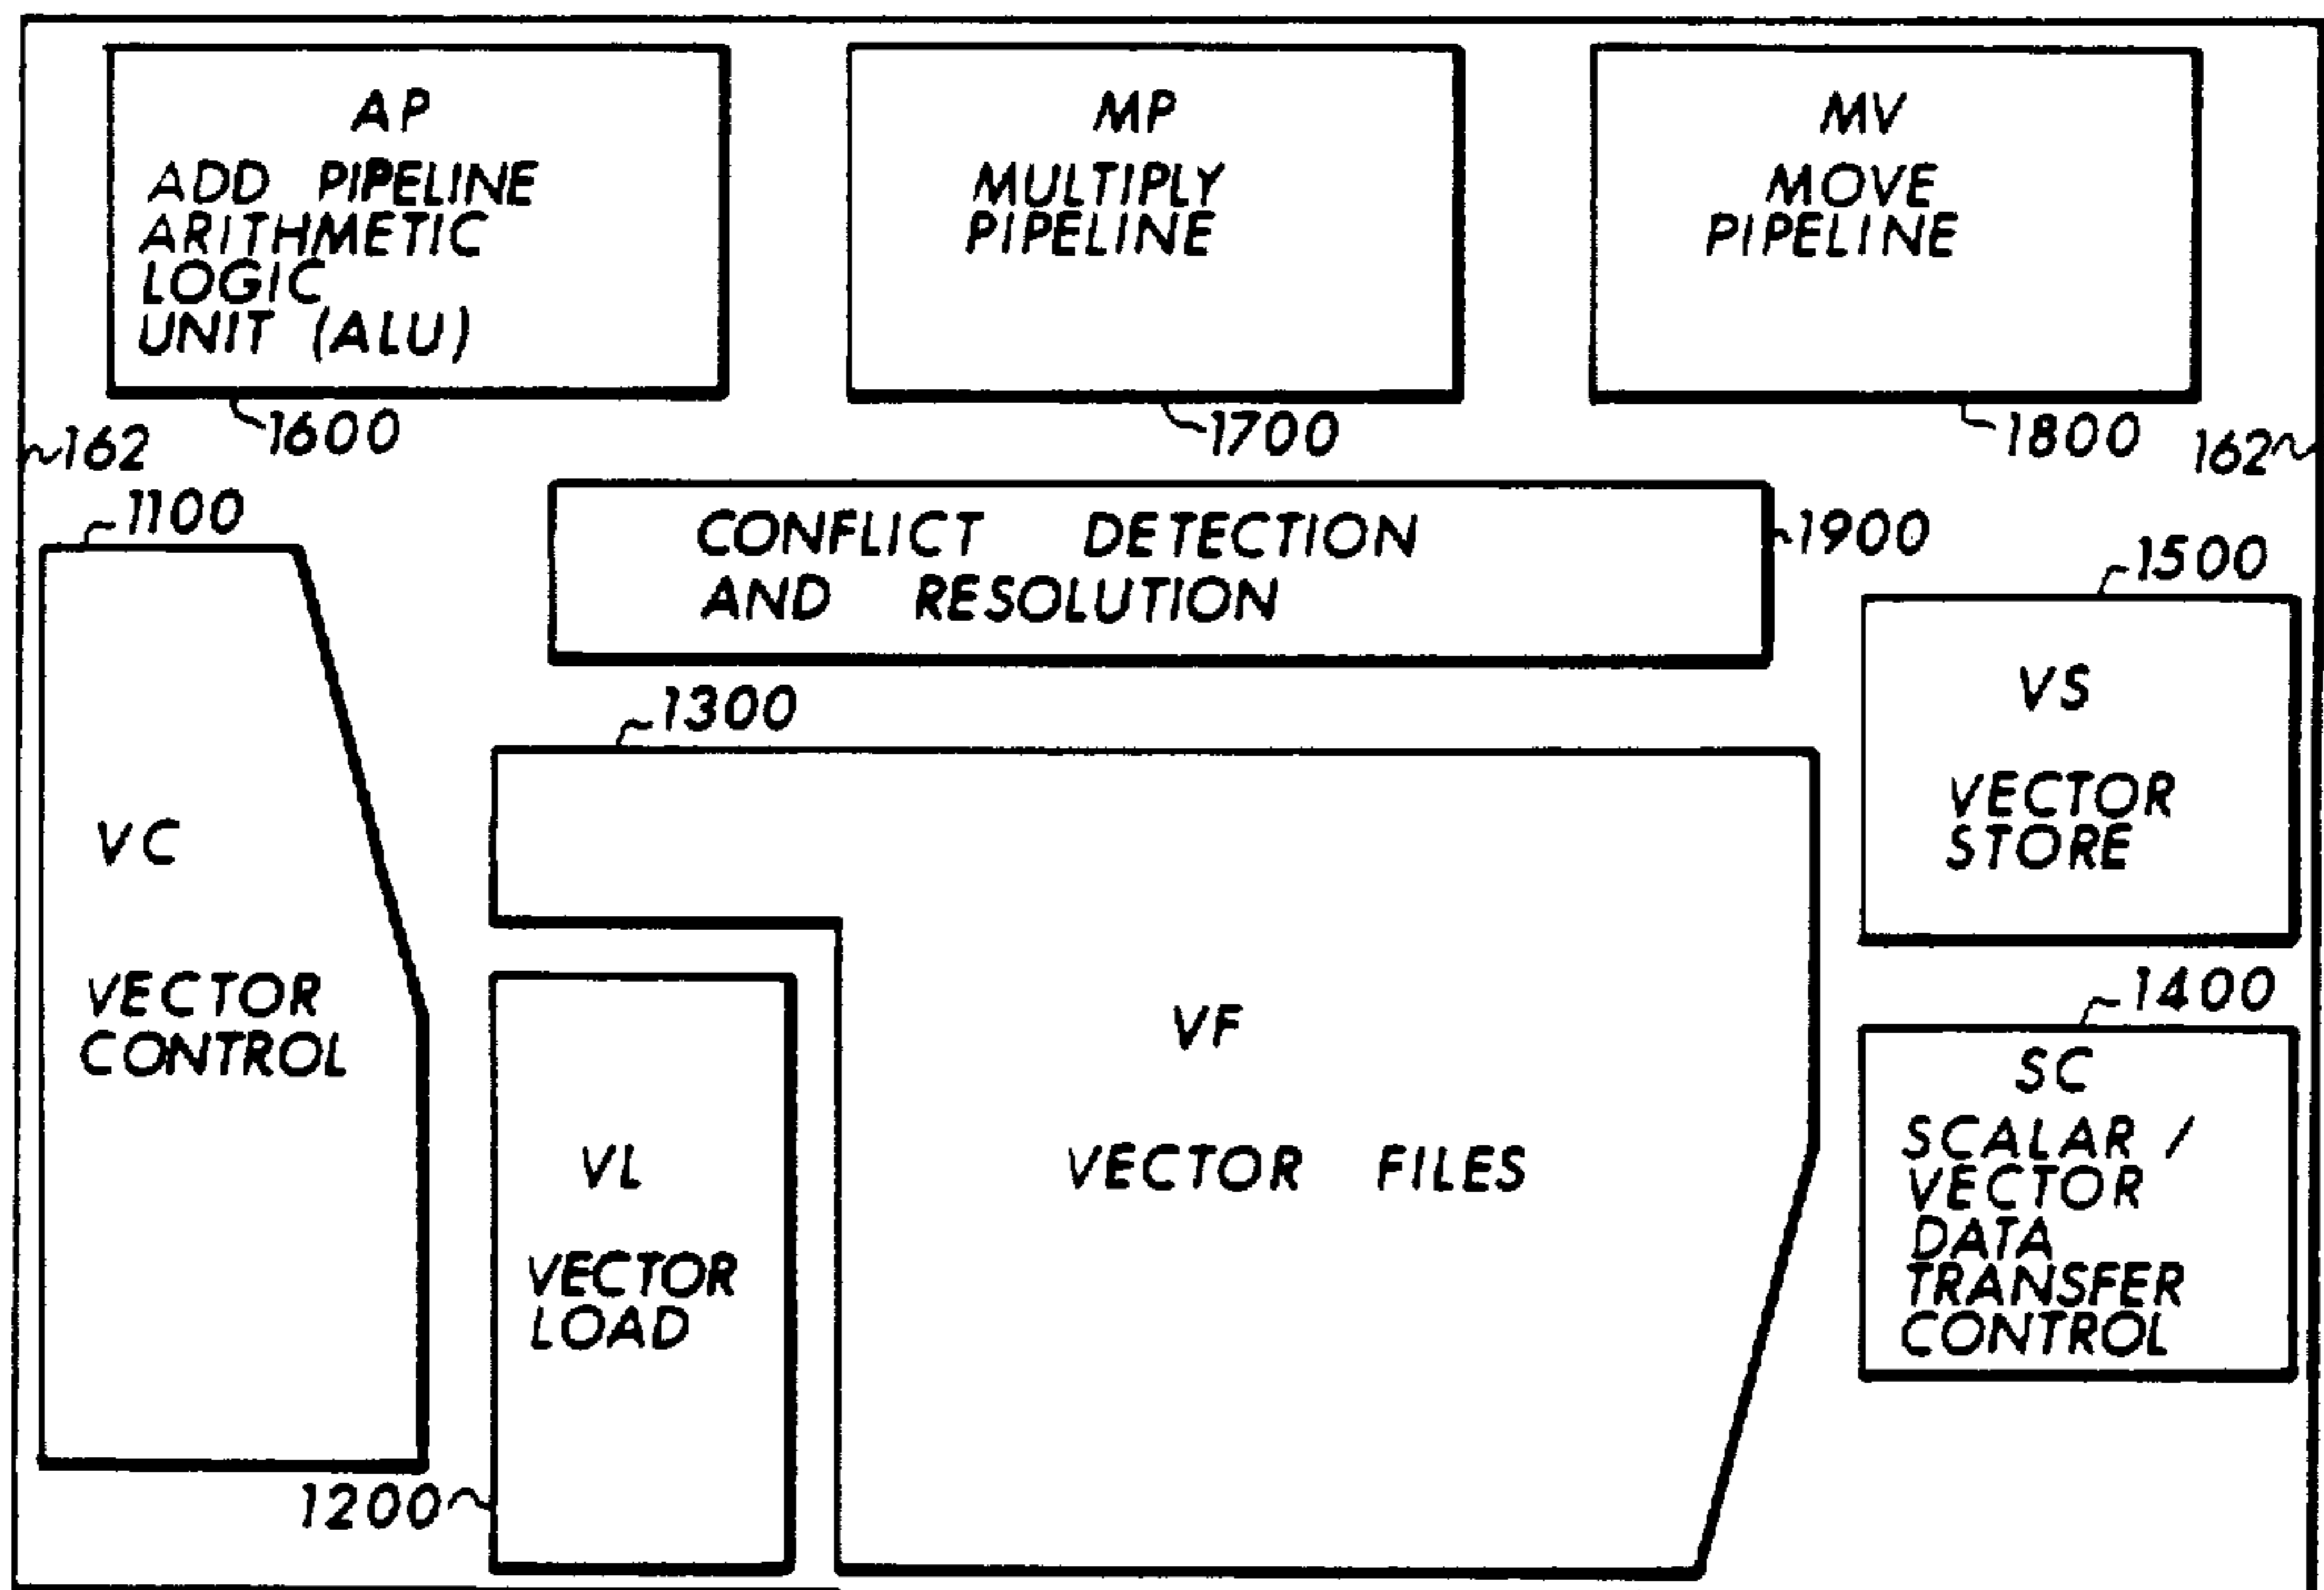 AP
ADD PIPELINE
ARITHMETIC
LOGIC
UNIT (ALU)
1600
MP
MULTIPLY
PIPELINE
1700
MV
MOVE
PIPELINE
1800
162
162
1100
VC
VECTOR
CONTROL
CONFLICT DETECTION
AND RESOLUTION
1900
1300
VF
VECTOR FILES
1200
VL
VECTOR
LOAD
1500
VS
VECTOR
STORE
1400
SC
SCALAR /
VECTOR
DATA
TRANSFER
CONTROL